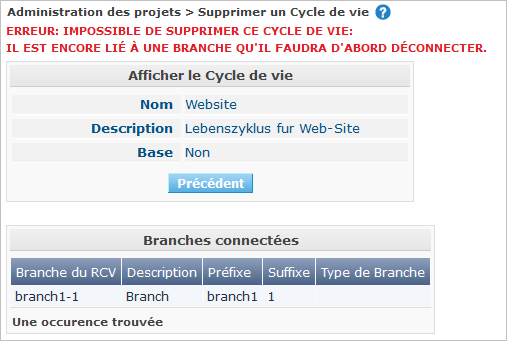 Administration des projets > Supprimer un Cycle de vie ?
ERREUR: IMPOSSIBLE DE SUPPRIMER CE CYCLE DE VIE:
IL EST ENCORE LIÉ À UNE BRANCHE QU'IL FAUDRA D'ABORD DÉCONNECTER.
Afficher le Cycle de vie
Nom Website
Description Lebenszyklus fur Web-Site
Base Non
Précédent
Branches connectées
Branche du RCV Description Préfixe Suffixe Type de Branche
branch1-1 Branch branch1 1
Une occurence trouvée